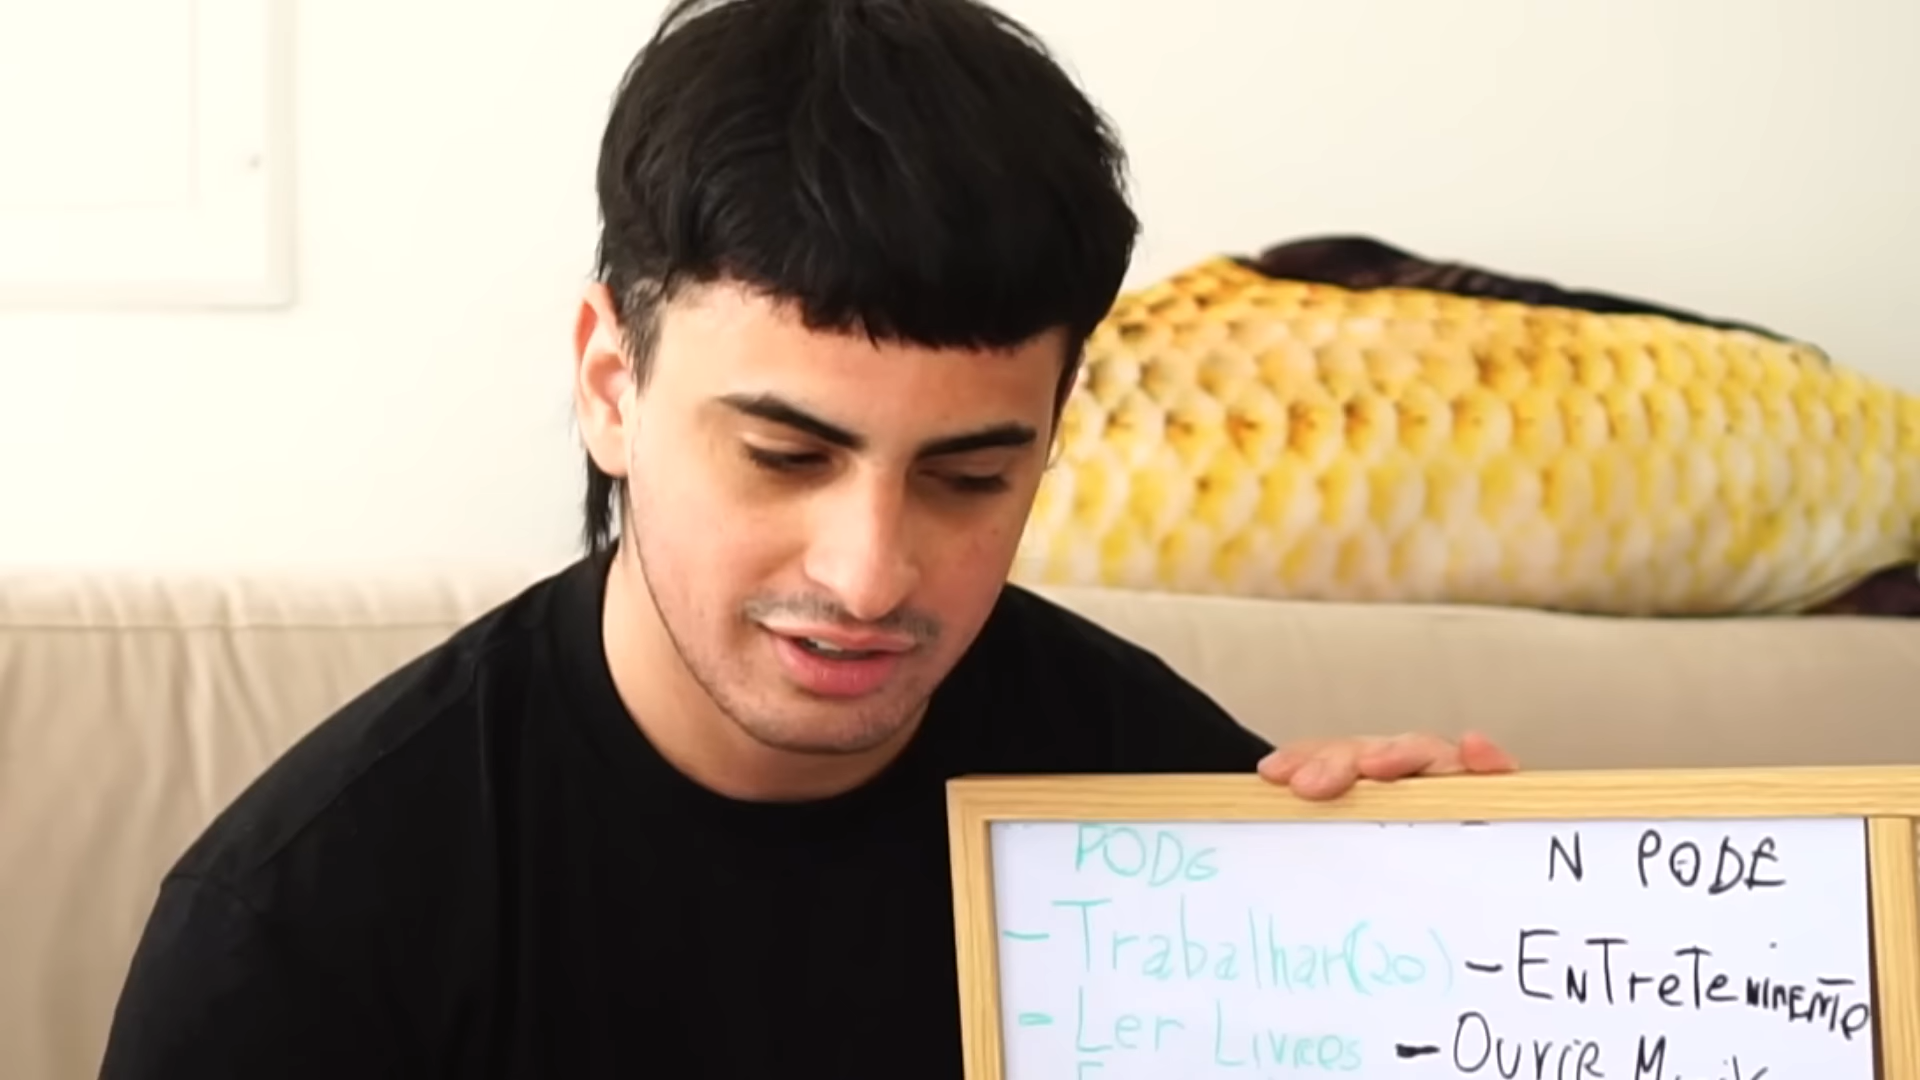 PODE
- Trabalhar(20)
- Ler Livros
N PODE
- Entretenimento
- Ouvir